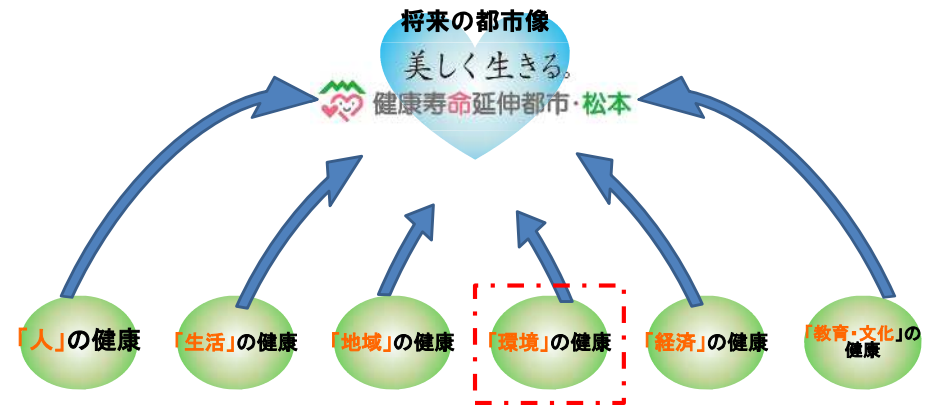 将来の都市像
美しく生きる。
健康寿命延伸都市・松本
「人」の健康
「生活」の健康
「地域」の健康
「環境」の健康
「経済」の健康
「教育・文化」の
健康